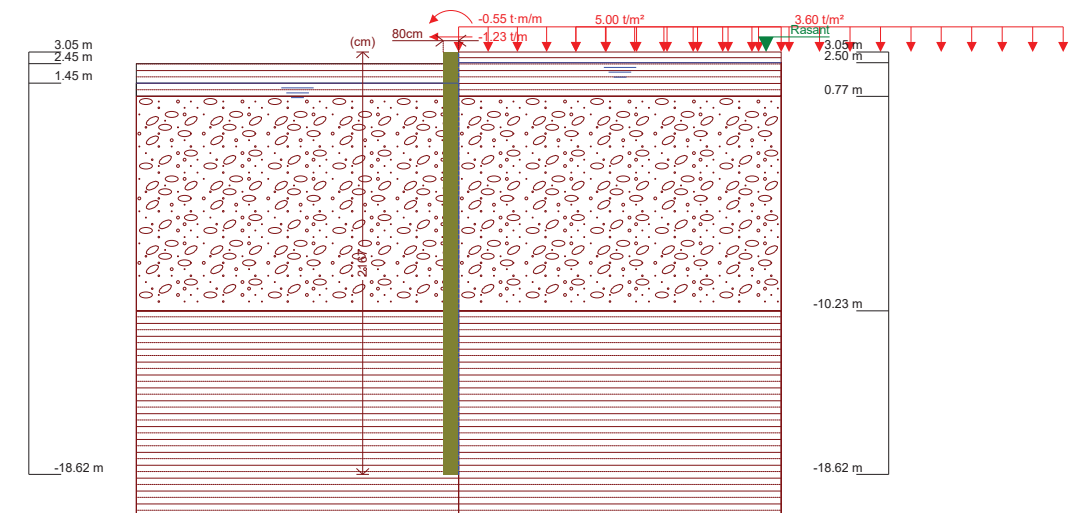 -0.55 t·m/m
5.00 t/m²
3.60 t/m²
80cm
-1.23 t/m
Rasant
(cm)
3.05 m
3.05 m
2.45 m
2.50 m
1.45 m
0.77 m
2167
-10.23 m
-18.62 m
-18.62 m